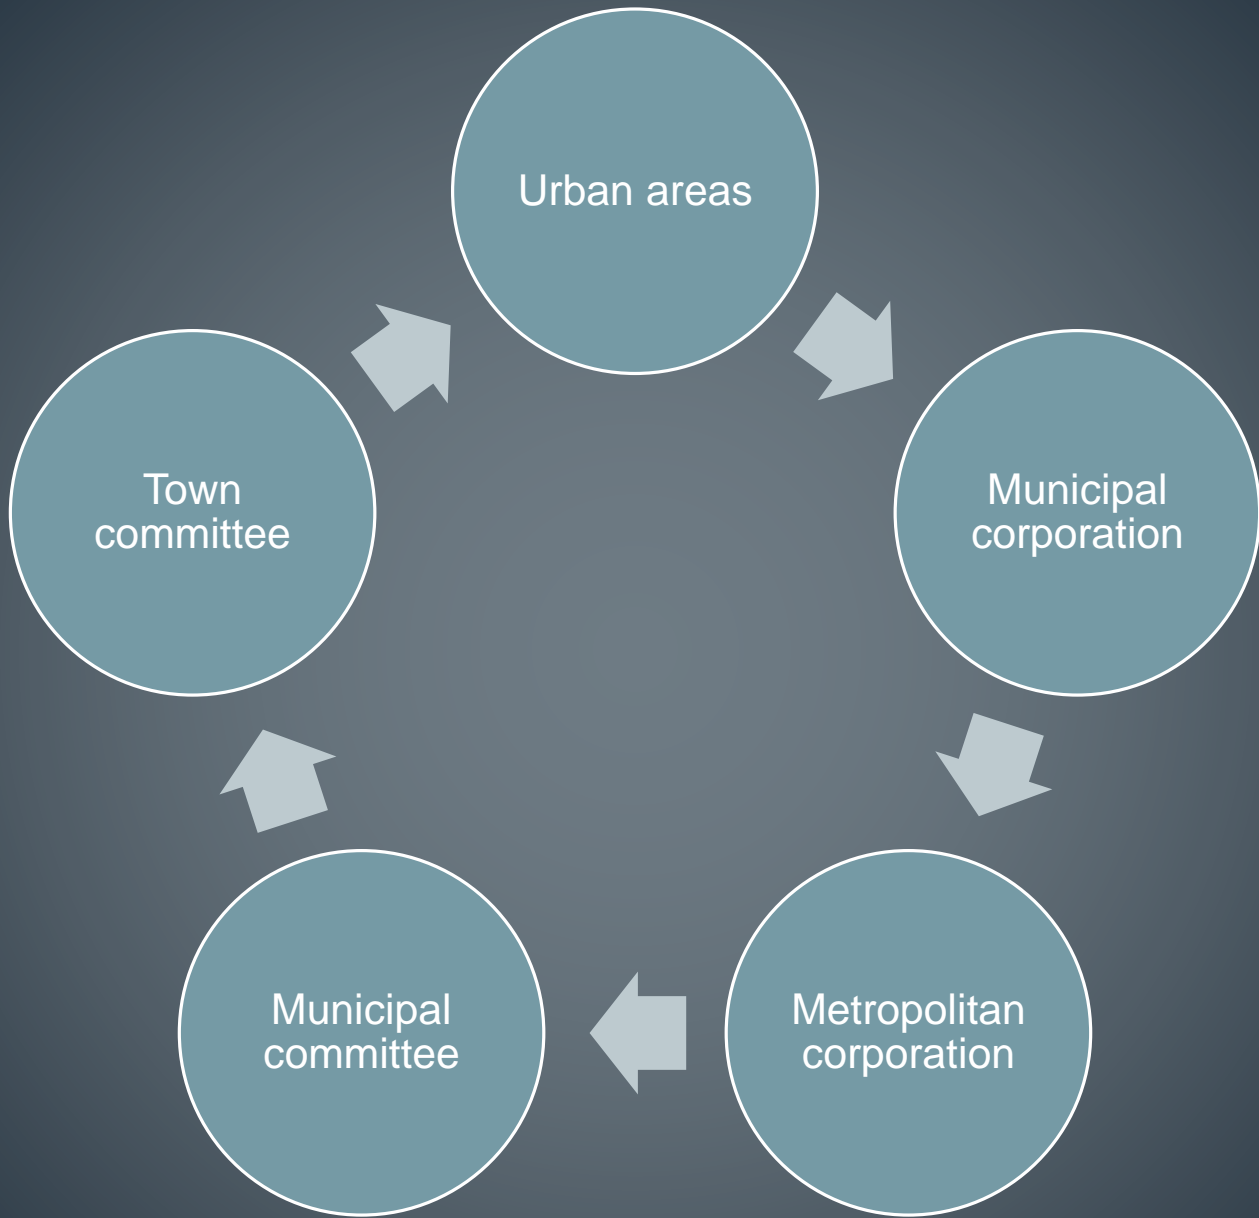 Urban areas
Municipal
corporation
Metropolitan
corporation
Municipal
committee
Town
committee